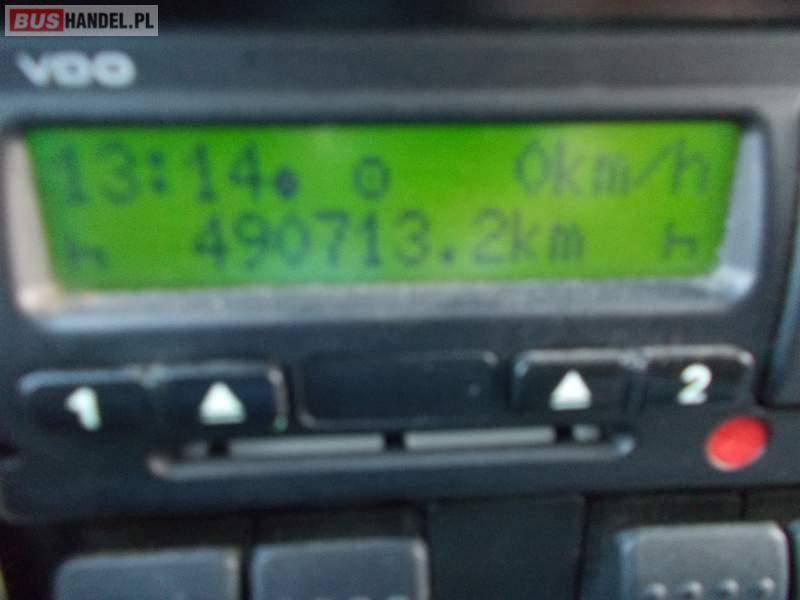 BUSHANDEL.PL
VDO
13:14 0km/h
490713.2km
1 2